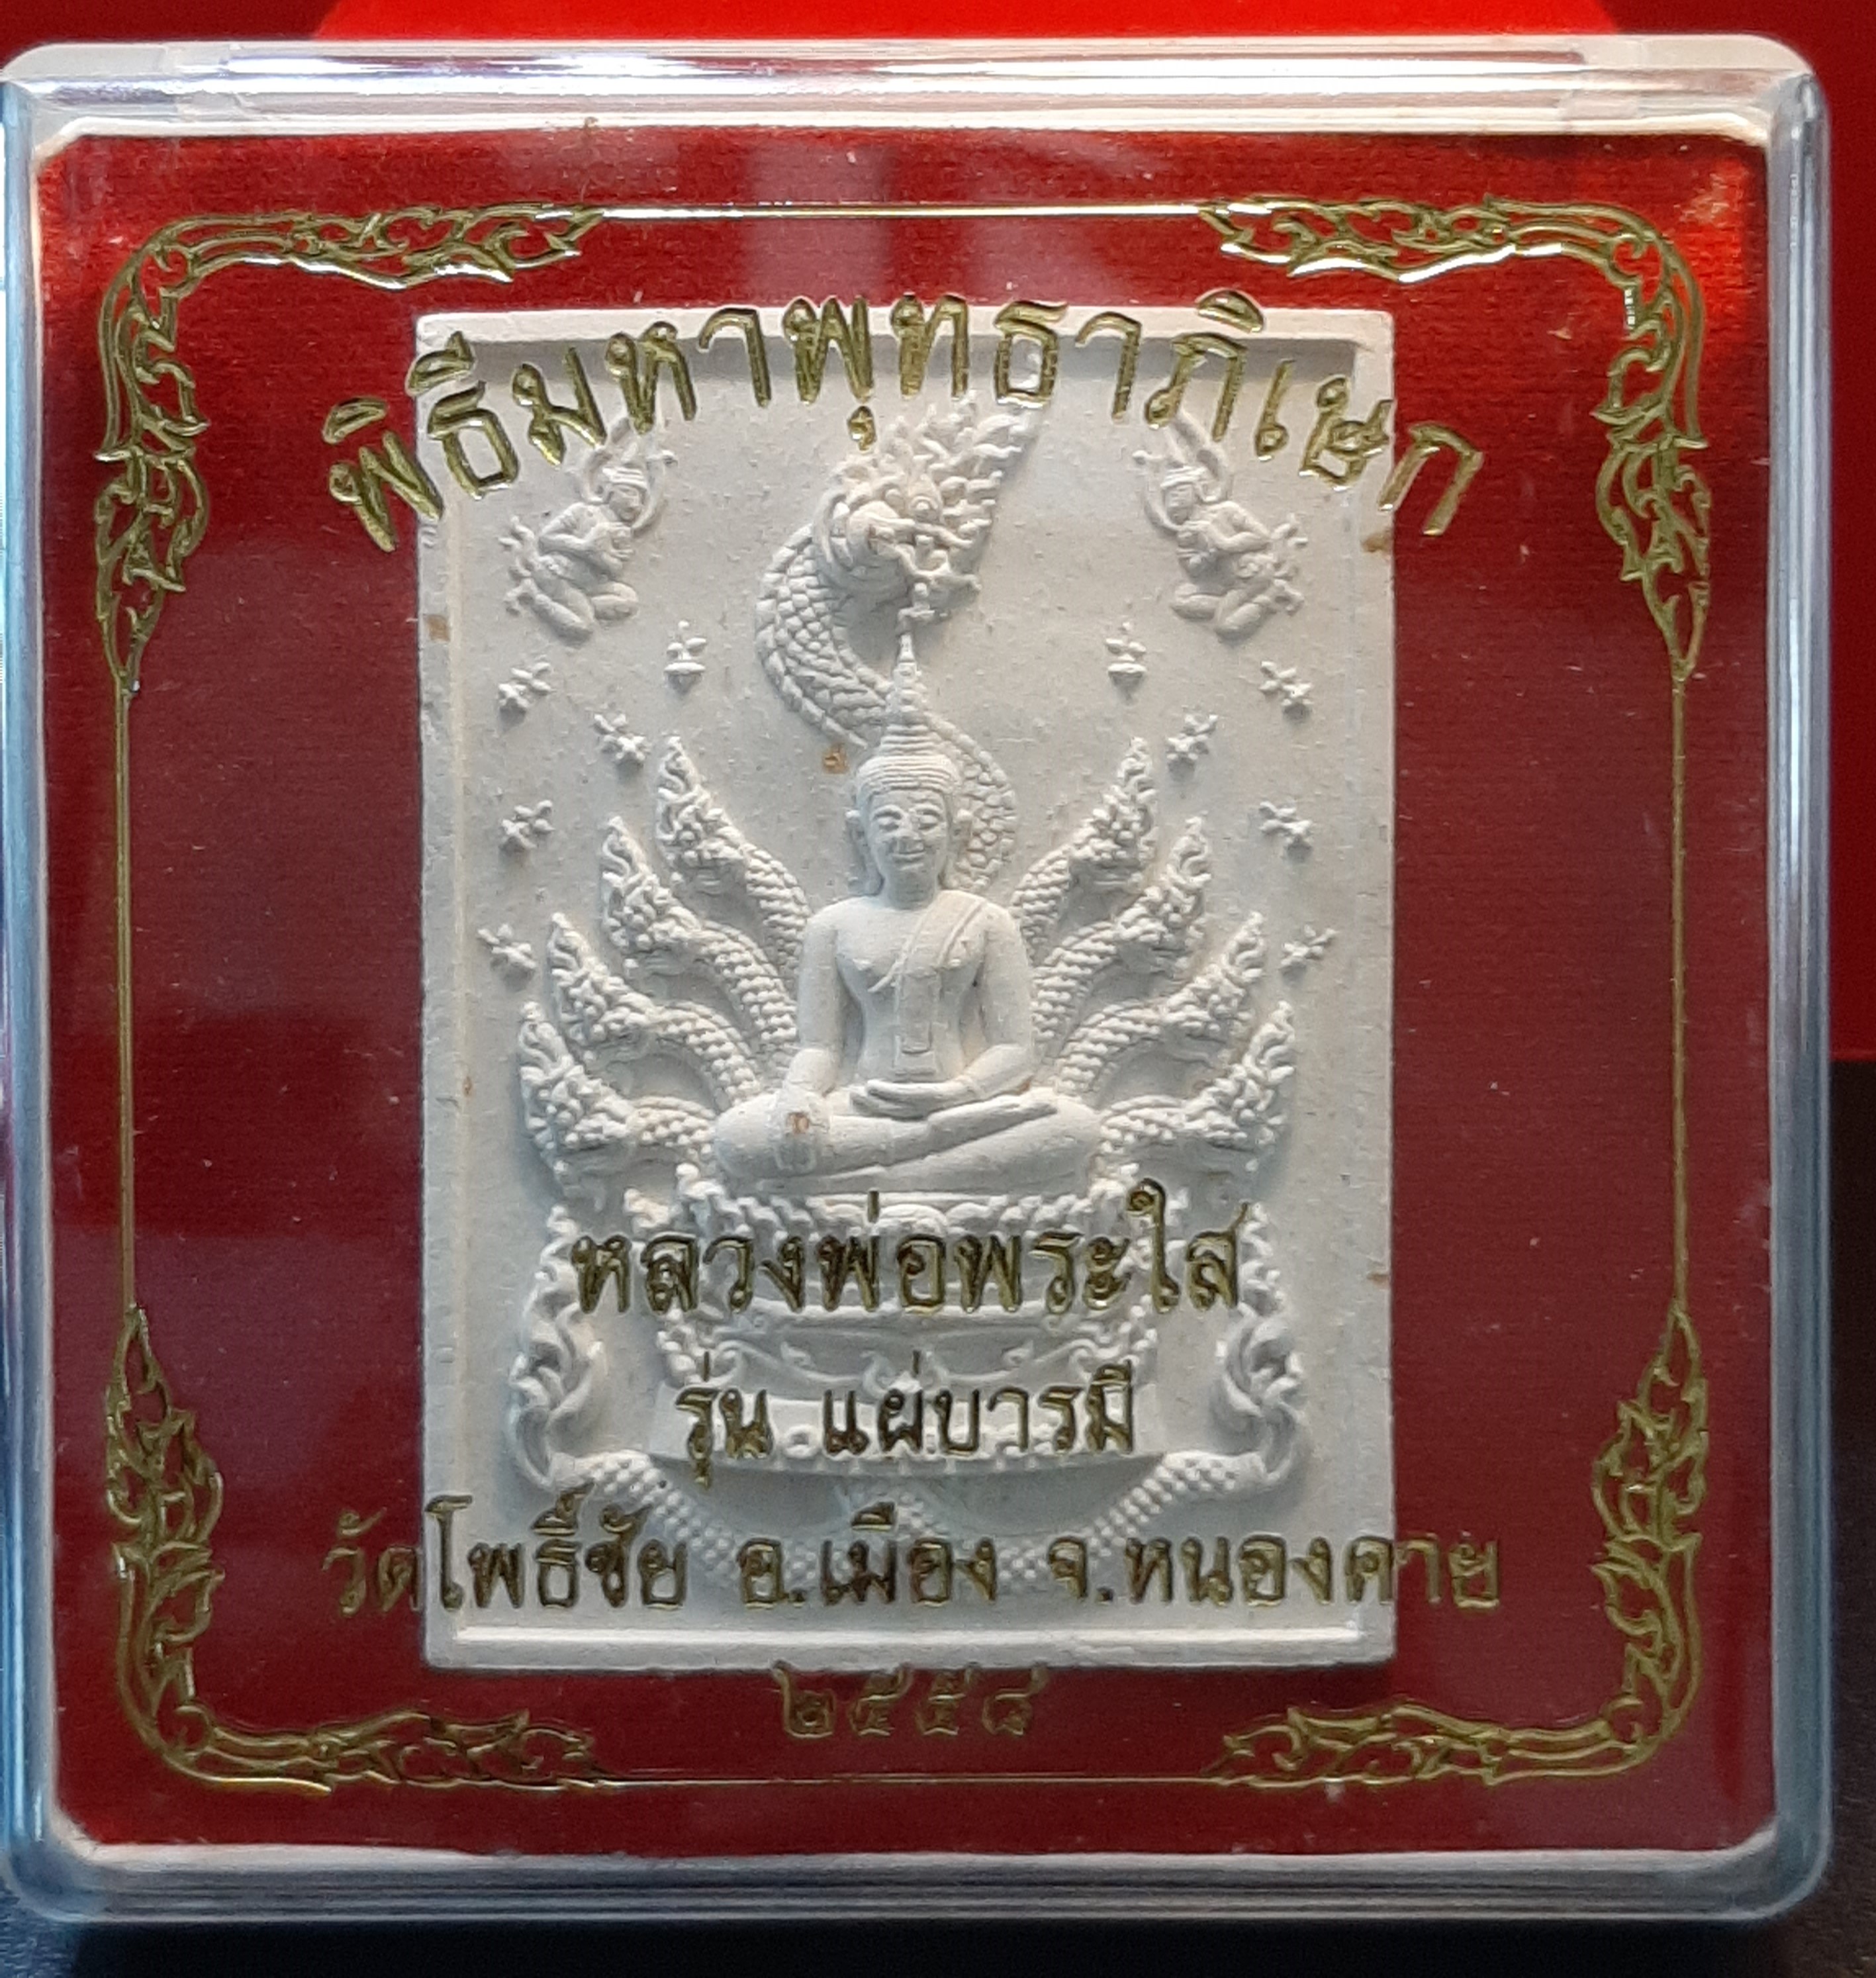 พิธีมหาพุทธาภิเษก
หลวงพ่อพระใส
รุ่น แผ่บารมี
วัดโพธิ์ชัย อ.เมือง จ.หนองคาย
๒๕๕๘